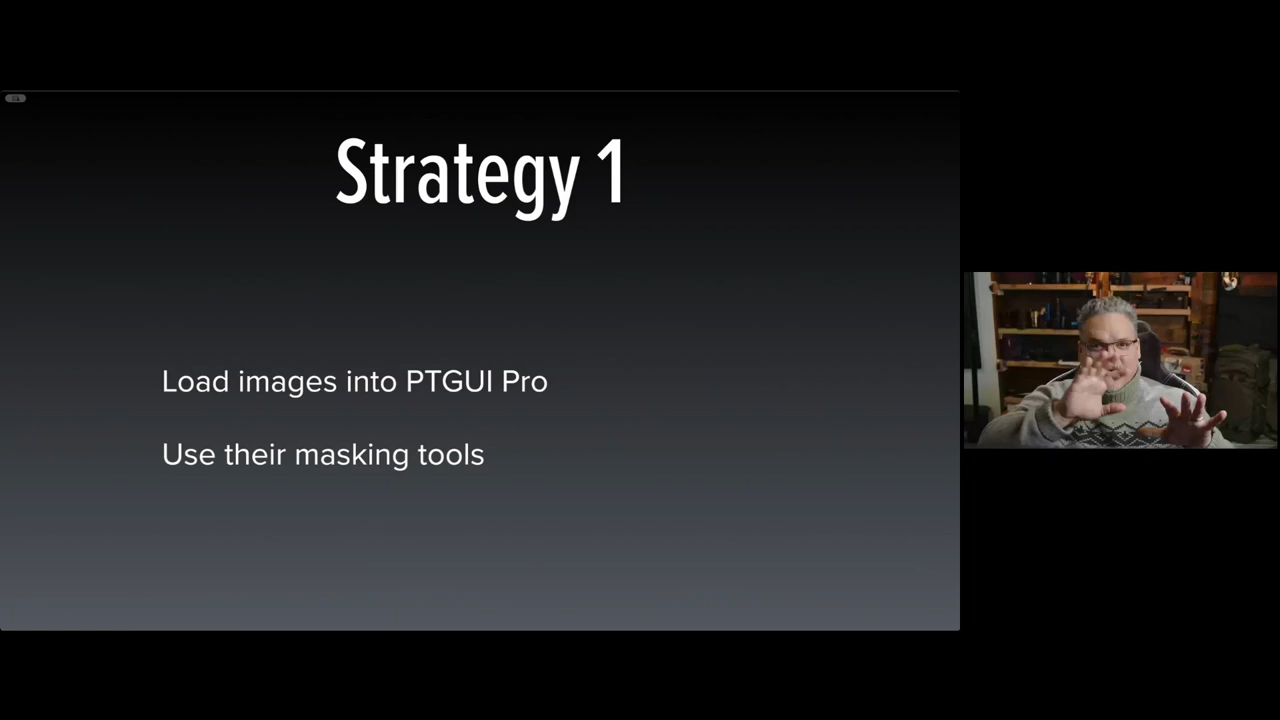 Strategy 1
Load images into PTGUI Pro
Use their masking tools